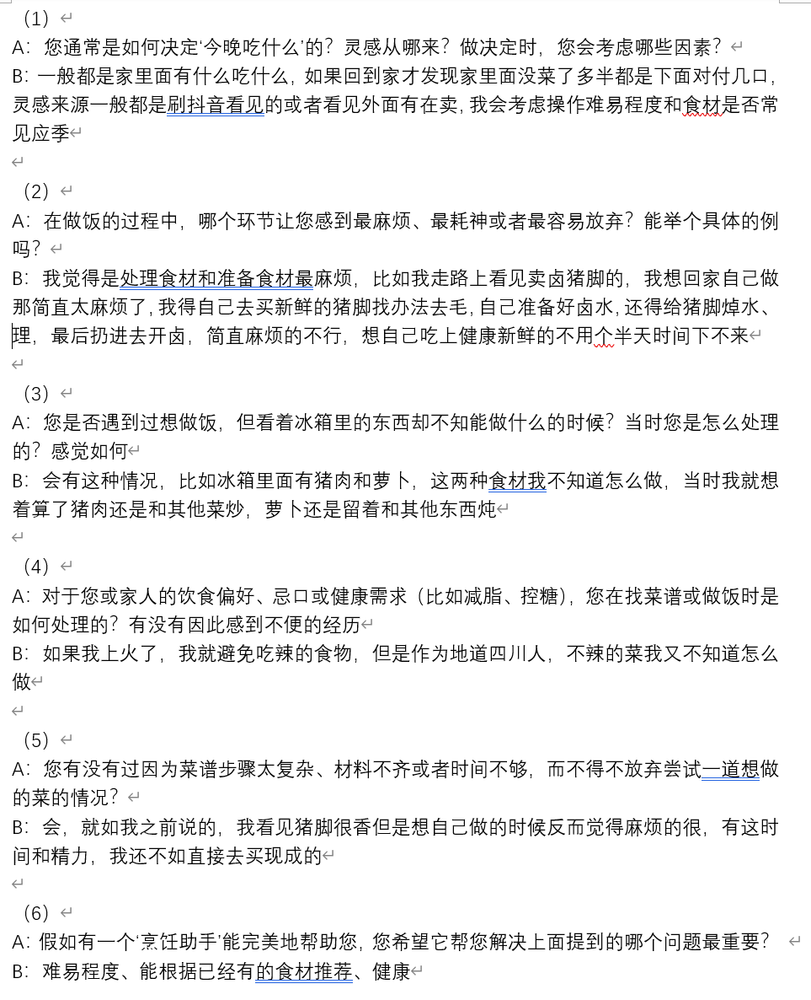 （1）
A：您通常是如何决定‘今晚吃什么’的？灵感从哪来？做决定时，您会考虑哪些因素？
B：一般都是家里面有什么吃什么，如果回到家才发现家里面没菜了多半都是下面对付几口，
灵感来源一般都是刷抖音看见的或者看见外面有在卖，我会考虑操作难易程度和食材是否常
见应季
（2）
A：在做饭的过程中，哪个环节让您感到最麻烦、最耗神或者最容易放弃？能举个具体的例
吗？
B：我觉得是处理食材和准备食材最麻烦，比如我走路上看见卖卤猪脚的，我想回家自己做
那简直太麻烦了，我得自己去买新鲜的猪脚找办法去毛，自己准备好卤水，还得给猪脚焯水、
理，最后扔进去开卤，简直麻烦的不行，想自己吃上健康新鲜的不用个半天时间下不来
（3）
A：您是否遇到过想做饭，但看着冰箱里的东西却不知能做什么的时候？当时您是怎么处理
的？感觉如何
B：会有这种情况，比如冰箱里面有猪肉和萝卜，这两种食材我不知道怎么做，当时我就想
着算了猪肉还是和其他菜炒，萝卜还是留着和其他东西炖
（4）
A：对于您或家人的饮食偏好、忌口或健康需求（比如减脂、控糖），您在找菜谱或做饭时是
如何处理的？有没有因此感到不便的经历
B：如果我上火了，我就避免吃辣的食物，但是作为地道四川人，不辣的菜我又不知道怎么
做
（5）
A：您有没有过因为菜谱步骤太复杂、材料不齐或者时间不够，而不得不放弃尝试一道想做
的菜的情况？
B：会，就如我之前说的，我看见猪脚很香但是想自己做的时候反而觉得麻烦的很，有这时
间和精力，我还不如直接去买现成的
（6）
A：假如有一个‘烹饪助手’能完美地帮助您，您希望它帮您解决上面提到的哪个问题最重要？
B：难易程度、能根据已经有的食材推荐、健康